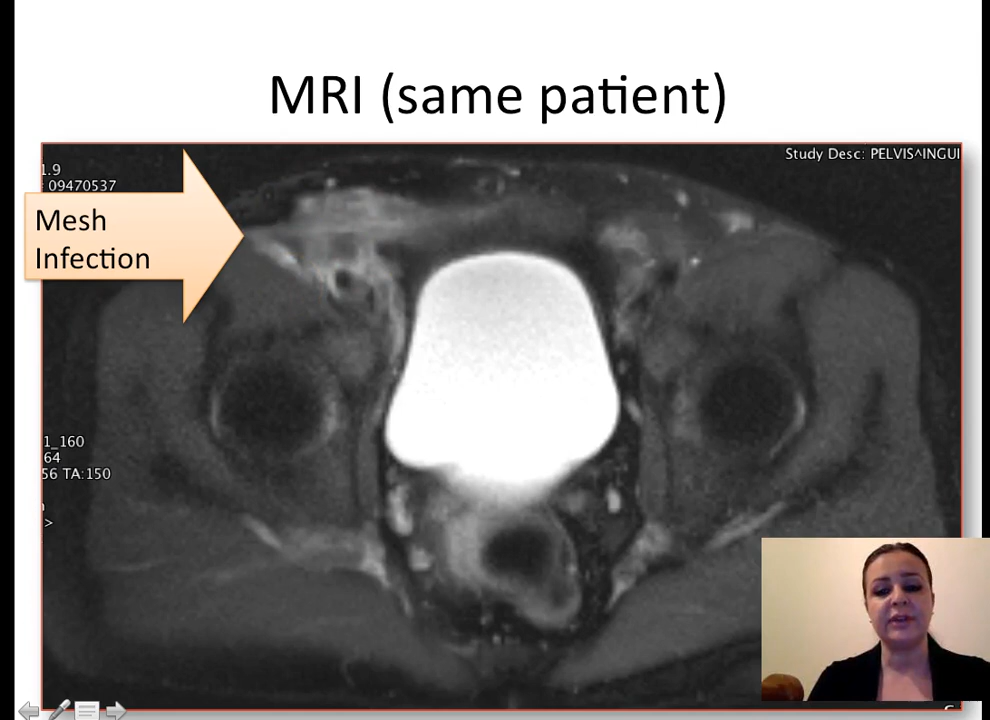 MRI (same patient)
Study Desc: PELVIS^INGUI
1.9
09470537
Mesh
Infection
1_160
64
56 TA:150
>